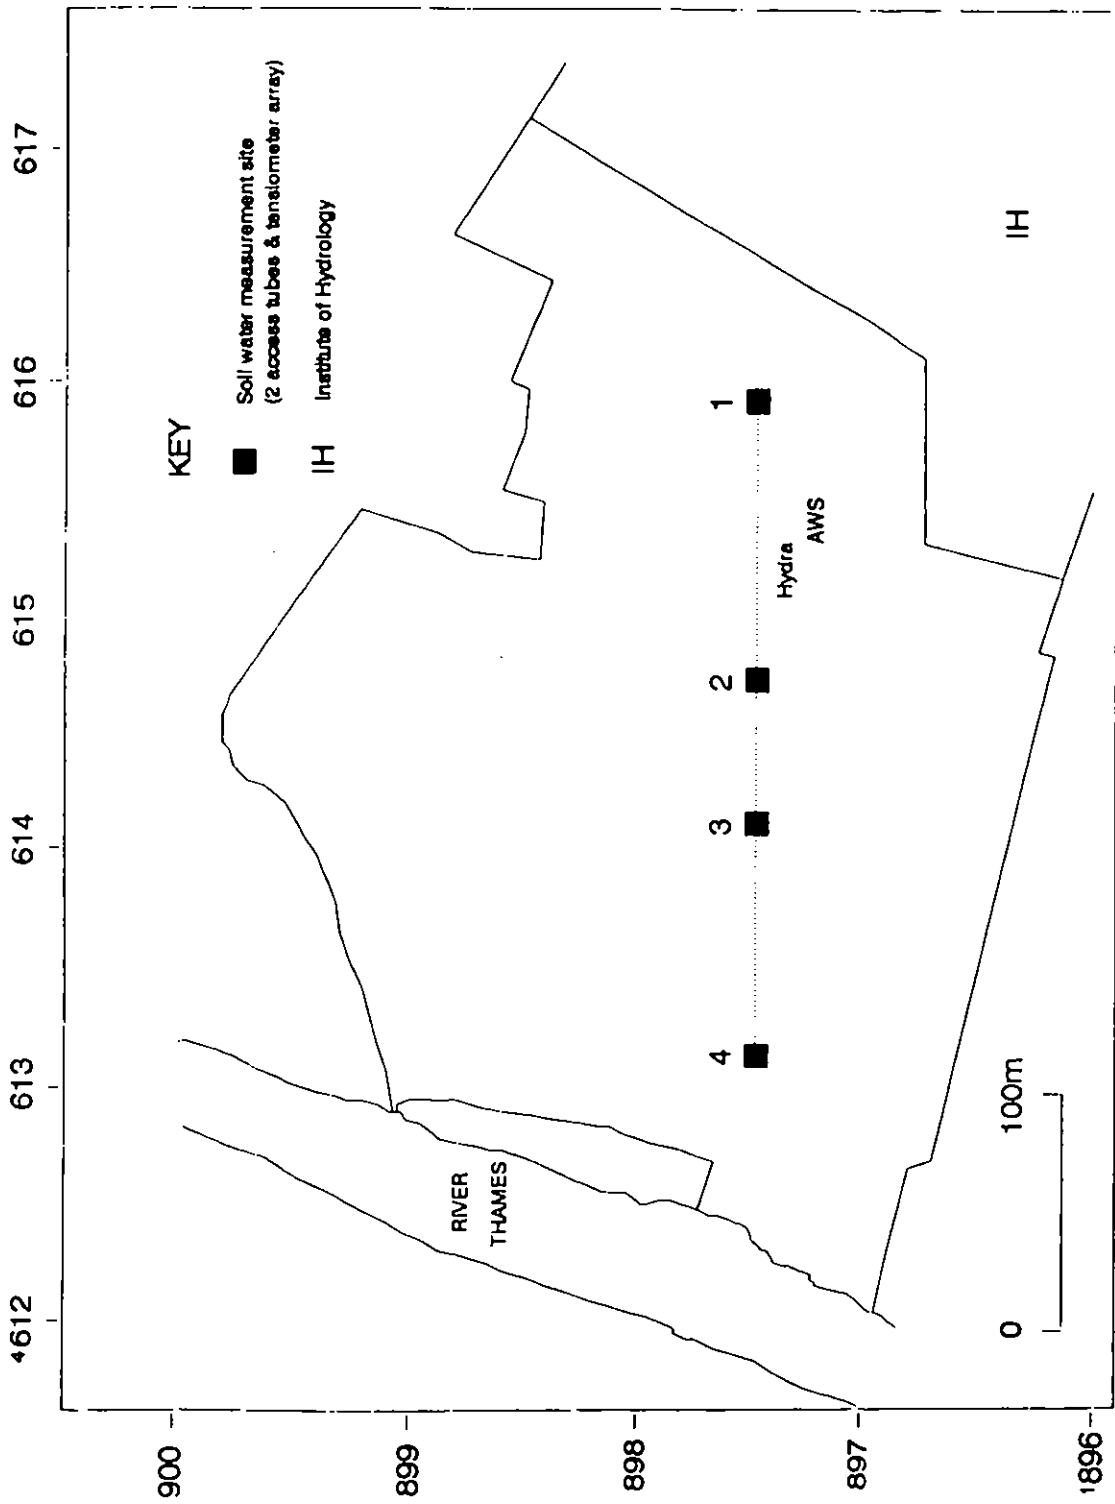 KEY
Soil water measurement site
(2 access tubes & tensiometer array)
IH Institute of Hydrology
900
899
898
897
1896
⁴612
613
614
615
616
617
RIVER
THAMES
4
3
2
1
Hydra
AWS
IH
0 100m